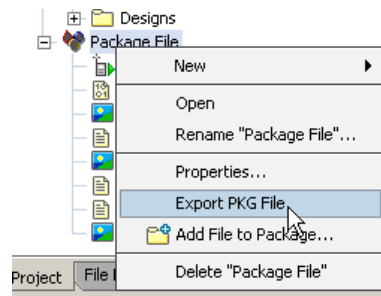 Designs
Package File
New
Open
Rename "Package File"...
Properties...
Export PKG File
Add File to Package...
Delete "Package File"
Project File